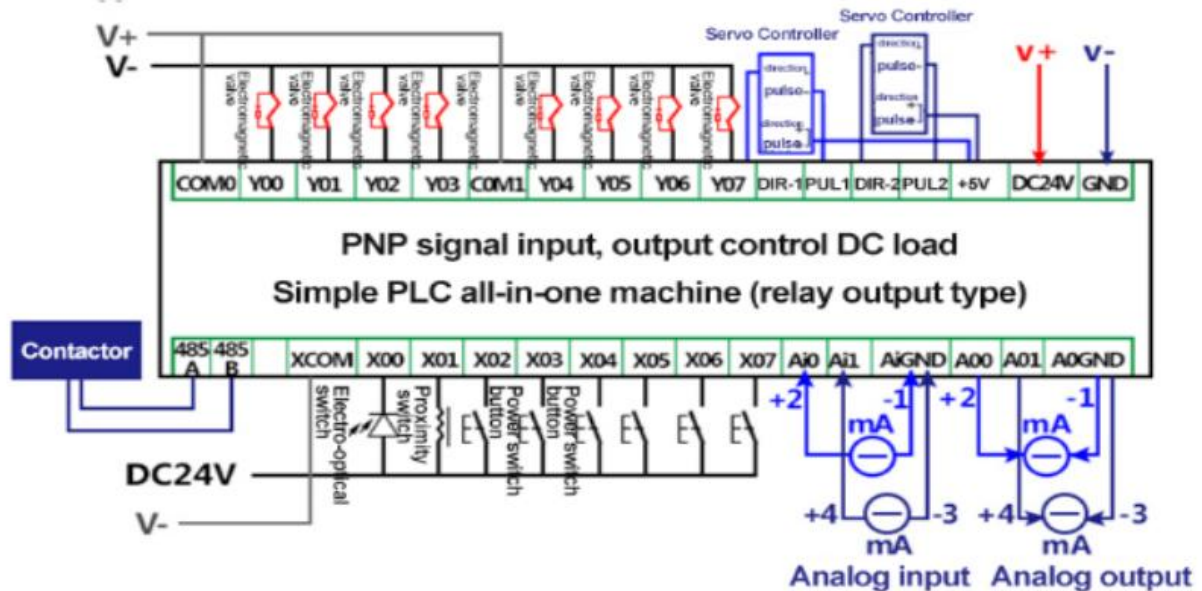 Servo Controller
Servo Controller
V+
V-
Electromagnetic valve
Electromagnetic valve
Electromagnetic valve
Electromagnetic valve
Electromagnetic valve
Electromagnetic valve
Electromagnetic valve
Electromagnetic valve
direction
pulse-
direction
+
pulse
direction
pulse-
direction
+
pulse
V+
V-
COM0 Y00 Y01 Y02 Y03 COM1 Y04 Y05 Y06 Y07 DIR-1 PUL1 DIR-2 PUL2 +5V DC24V GND
PNP signal input, output control DC load
Simple PLC all-in-one machine (relay output type)
Contactor
485 A 485 B XCOM X00 X01 X02 X03 X04 X05 X06 X07 Ai0 Ai1 AiGND A00 A01 A0GND
Electro-optical switch
Proximity switch
Power switch button
Power switch button
+2 -1 +2 -1
mA mA
DC24V
V-
+4 -3 +4 -3
mA mA
Analog input Analog output